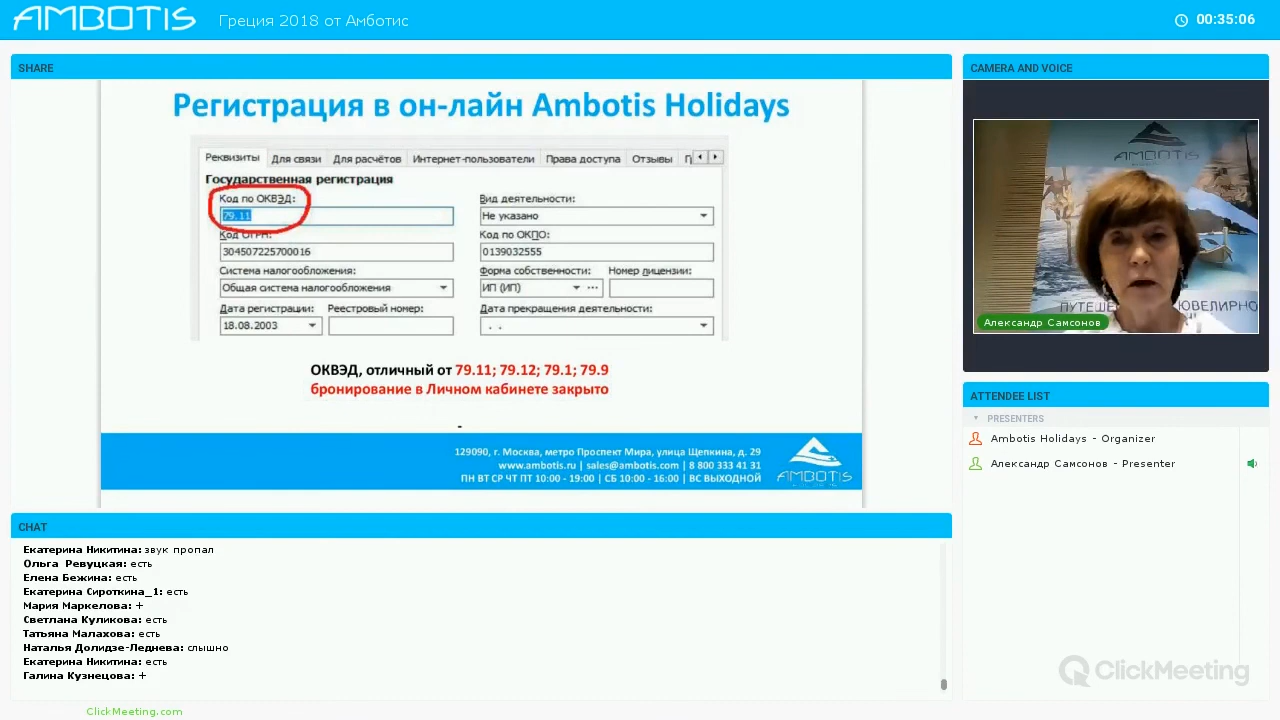 AMBOTIS
Греция 2018 от Амботис
00:35:06
SHARE
Регистрация в он-лайн Ambotis Holidays
Реквизиты Для связи Для расчётов Интернет-пользователи Права доступа Отзывы
Государственная регистрация
Код по ОКВЭД: Вид деятельности:
79.11 Не указано
Код ОГРН: Код по ОКПО:
304507225700016 0139032555
Система налогообложения: Форма собственности: Номер лицензии:
Общая система налогообложения ИП (ИП) ...
Дата регистрации: Реестровый номер: Дата прекращения деятельности:
18.08.2003 . .
ОКВЭД, отличный от 79.11; 79.12; 79.1; 79.9
бронирование в Личном кабинете закрыто
-
129090, г. Москва, метро Проспект Мира, улица Щепкина, д. 29
www.ambotis.ru | sales@ambotis.com | 8 800 333 41 31
ПН ВТ СР ЧТ ПТ 10:00 - 19:00 | СБ 10:00 - 16:00 | ВС ВЫХОДНОЙ
AMBOTIS
CAMERA AND VOICE
AMBOTIS
Александр Самсонов
ATTENDEE LIST
PRESENTERS
Ambotis Holidays - Organizer
Александр Самсонов - Presenter
CHAT
Екатерина Никитина: звук пропал
Ольга Ревуцкая: есть
Елена Бежина: есть
Екатерина Сироткина_1: есть
Мария Маркелова: +
Светлана Куликова: есть
Татьяна Малахова: есть
Наталья Долидзе-Леднева: слышно
Екатерина Никитина: есть
Галина Кузнецова: +
ClickMeeting
ClickMeeting.com